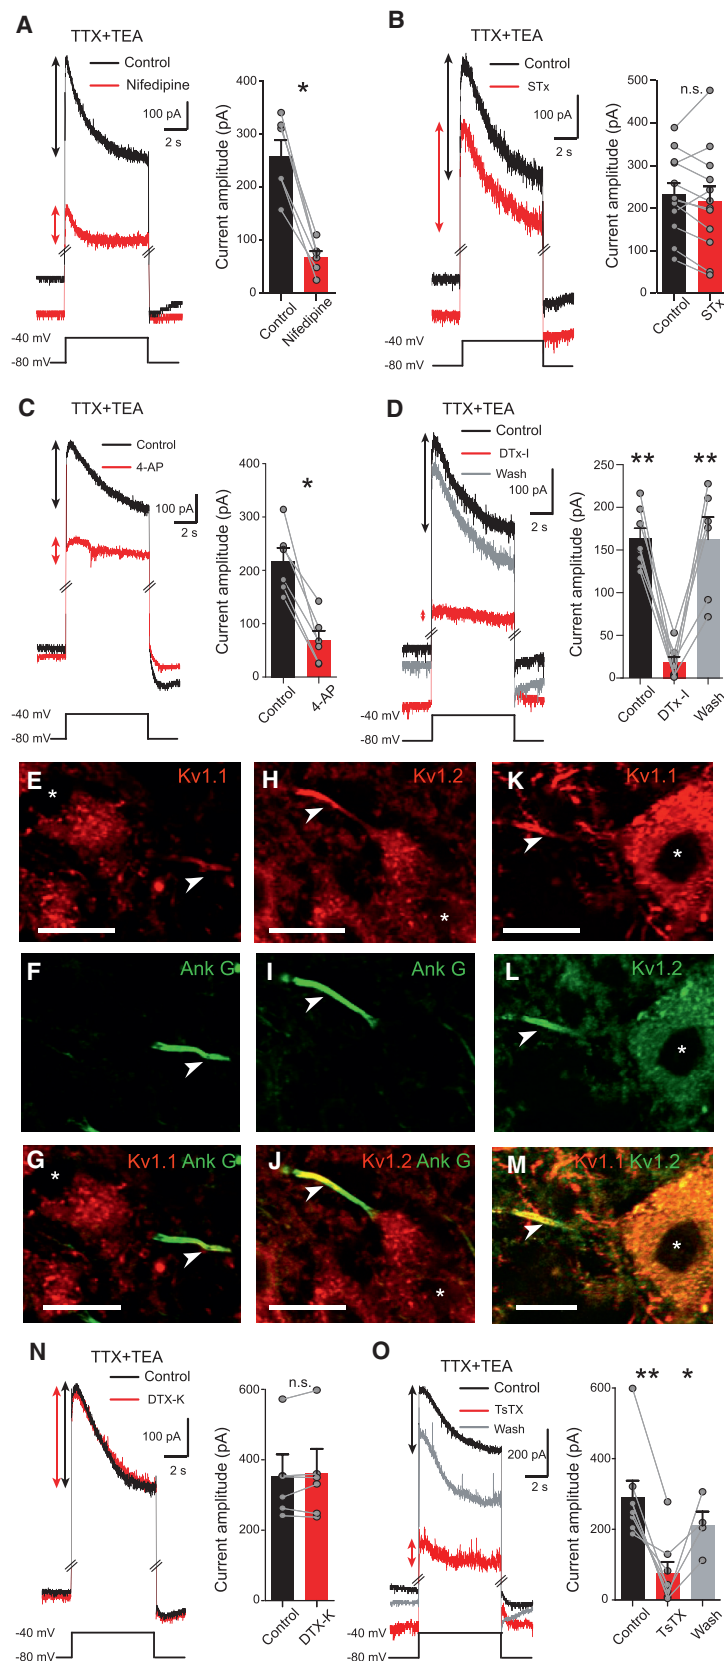 A
TTX+TEA
Control
Nifedipine
100 pA
2 s
-40 mV
-80 mV
Current amplitude (pA)
400
300
200
100
0
*
Control
Nifedipine
B
TTX+TEA
Control
STx
100 pA
2 s
-40 mV
-80 mV
Current amplitude (pA)
500
400
300
200
100
0
n.s.
Control
STx
C
TTX+TEA
Control
4-AP
100 pA
2 s
-40 mV
-80 mV
Current amplitude (pA)
400
300
200
100
0
*
Control
4-AP
D
TTX+TEA
Control
DTx-I
Wash
100 pA
2 s
-40 mV
-80 mV
Current amplitude (pA)
250
200
150
100
50
0
** **
Control
DTx-I
Wash
E
*
Kv1.1
H
Kv1.2
*
K
Kv1.1
*
F
Ank G
I
Ank G
L
Kv1.2
*
G
*
Kv1.1 Ank G
J
Kv1.2 Ank G
*
M
Kv1.1 Kv1.2
*
N
TTX+TEA
Control
DTX-K
100 pA
2 s
-40 mV
-80 mV
Current amplitude (pA)
600
400
200
0
n.s.
Control
DTX-K
O
TTX+TEA
Control
TsTX
Wash
200 pA
2 s
-40 mV
-80 mV
Current amplitude (pA)
600
400
200
0
** *
Control
TsTX
Wash